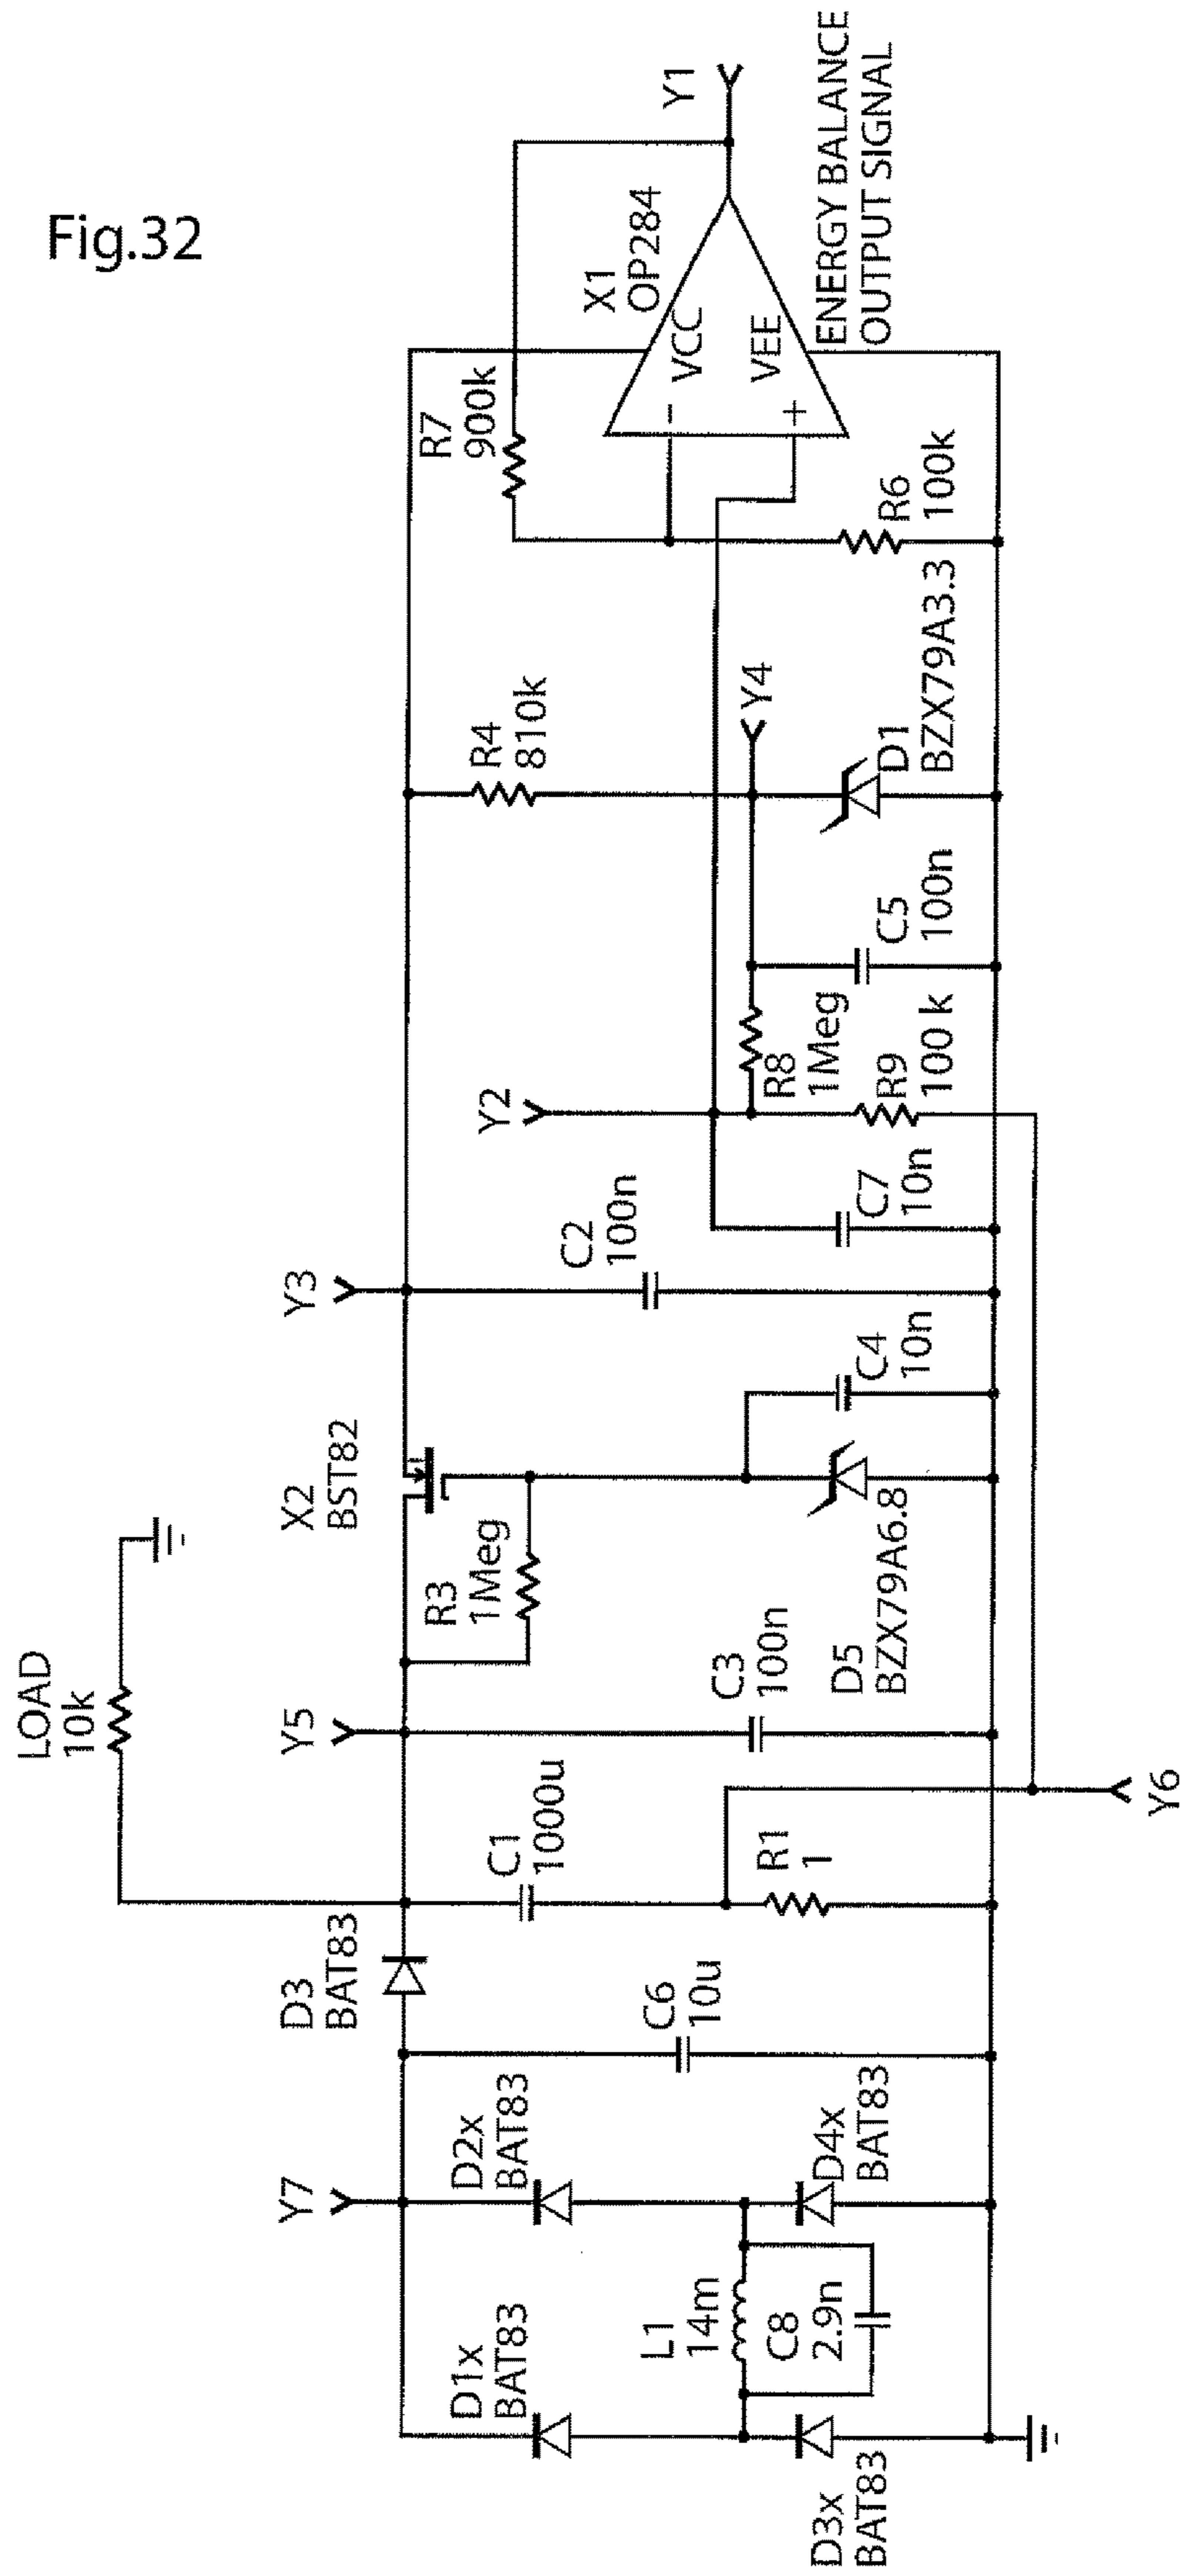 Fig.32
LOAD
10k
D1x
BAT83
Y7
D2x
BAT83
D3
BAT83
Y5
X2
BST82
Y3
Y2
R4
810k
R7
900k
X1
OP284
Y1
L1
14m
C8
2.9n
D3x
BAT83
D4x
BAT83
C6
10u
C1
1000u
R1
1
C3
100n
R3
1Meg
D5
BZX79A6.8
C4
10n
C2
100n
C7
10n
R8
1Meg
R9
100 k
C5
100n
Y4
D1
BZX79A3.3
R6
100k
VCC
VEE
-
+
ENERGY BALANCE
OUTPUT SIGNAL
Y6